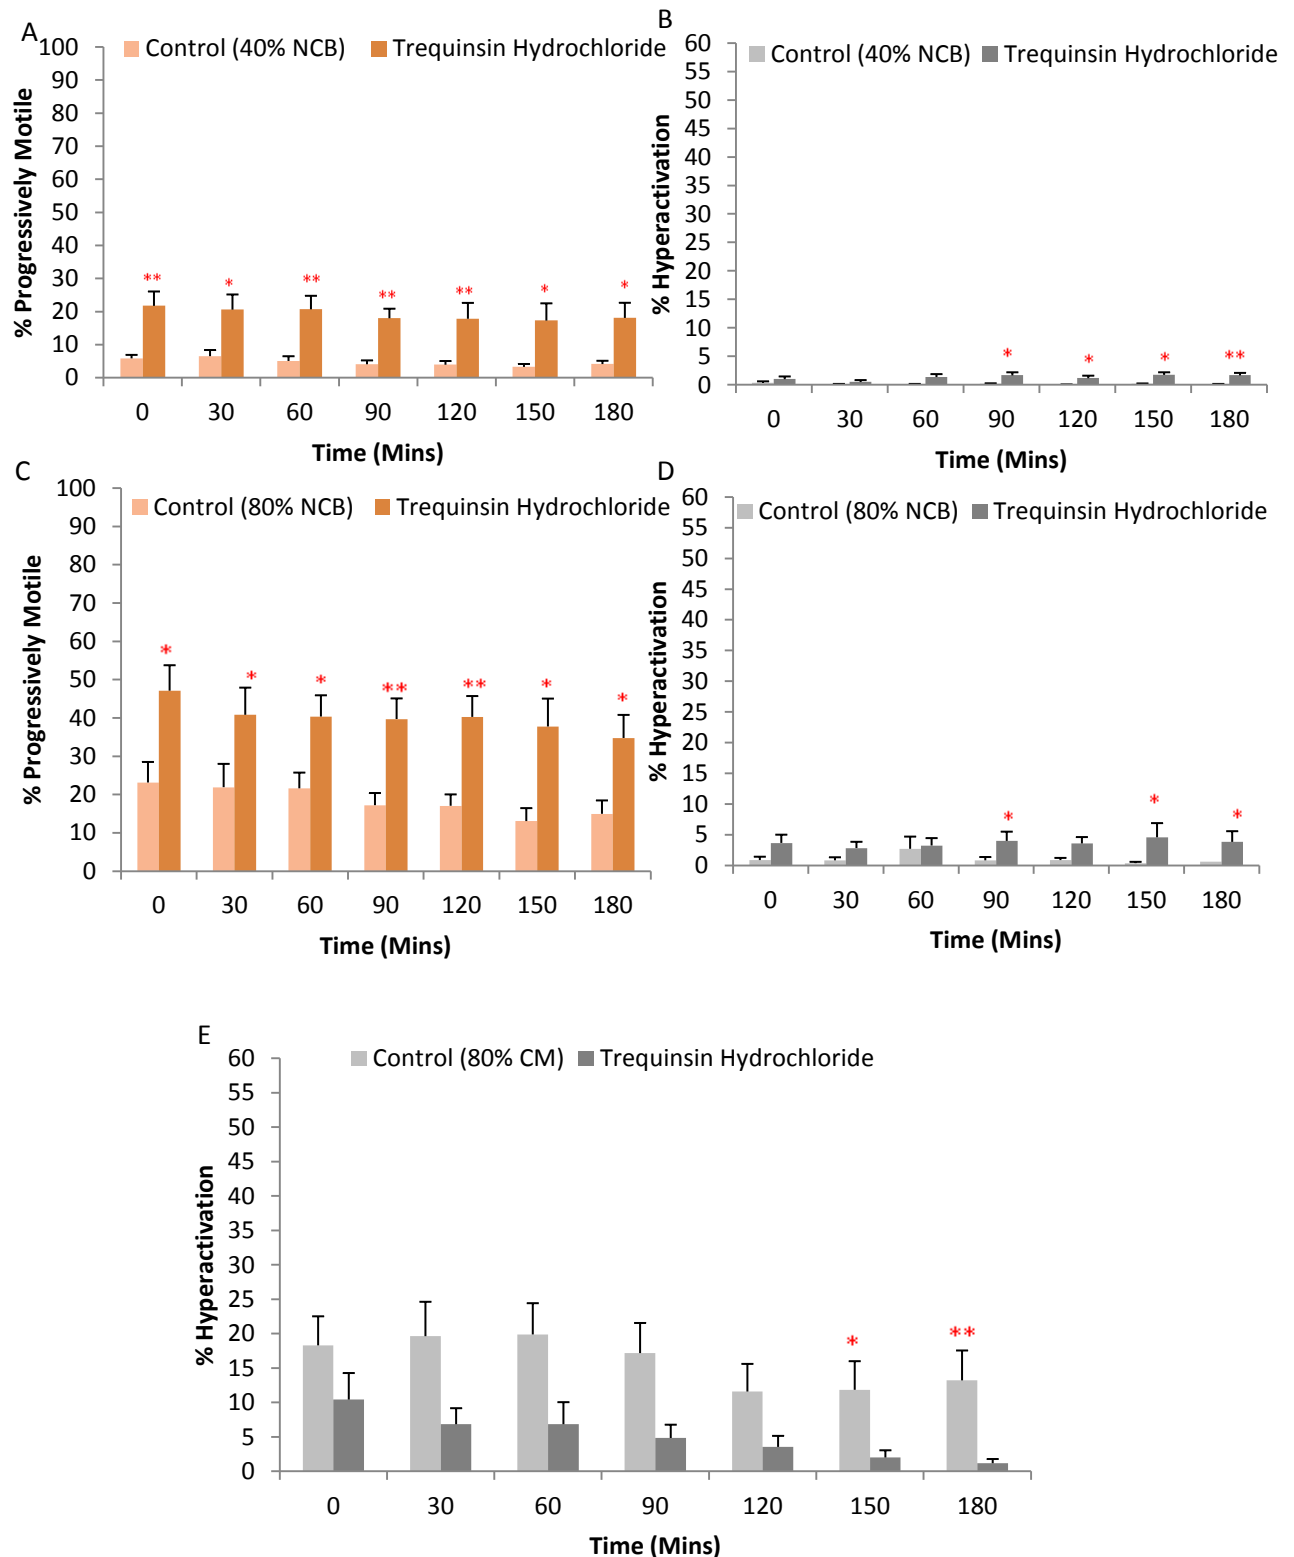 A
Control (40% NCB) Trequinsin Hydrochloride
% Progressively Motile
100
90
80
70
60
50
40
30
20
10
0
** * ** ** ** * *
0 30 60 90 120 150 180
Time (Mins)
B
Control (40% NCB) Trequinsin Hydrochloride
% Hyperactivation
60
55
50
45
40
35
30
25
20
15
10
5
0
* * * **
0 30 60 90 120 150 180
Time (Mins)
C
Control (80% NCB) Trequinsin Hydrochloride
% Progressively Motile
100
90
80
70
60
50
40
30
20
10
0
* * * ** ** * *
0 30 60 90 120 150 180
Time (Mins)
D
Control (80% NCB) Trequinsin Hydrochloride
% Hyperactivation
60
55
50
45
40
35
30
25
20
15
10
5
0
* * *
0 30 60 90 120 150 180
Time (Mins)
E
Control (80% CM) Trequinsin Hydrochloride
% Hyperactivation
60
55
50
45
40
35
30
25
20
15
10
5
0
* **
0 30 60 90 120 150 180
Time (Mins)